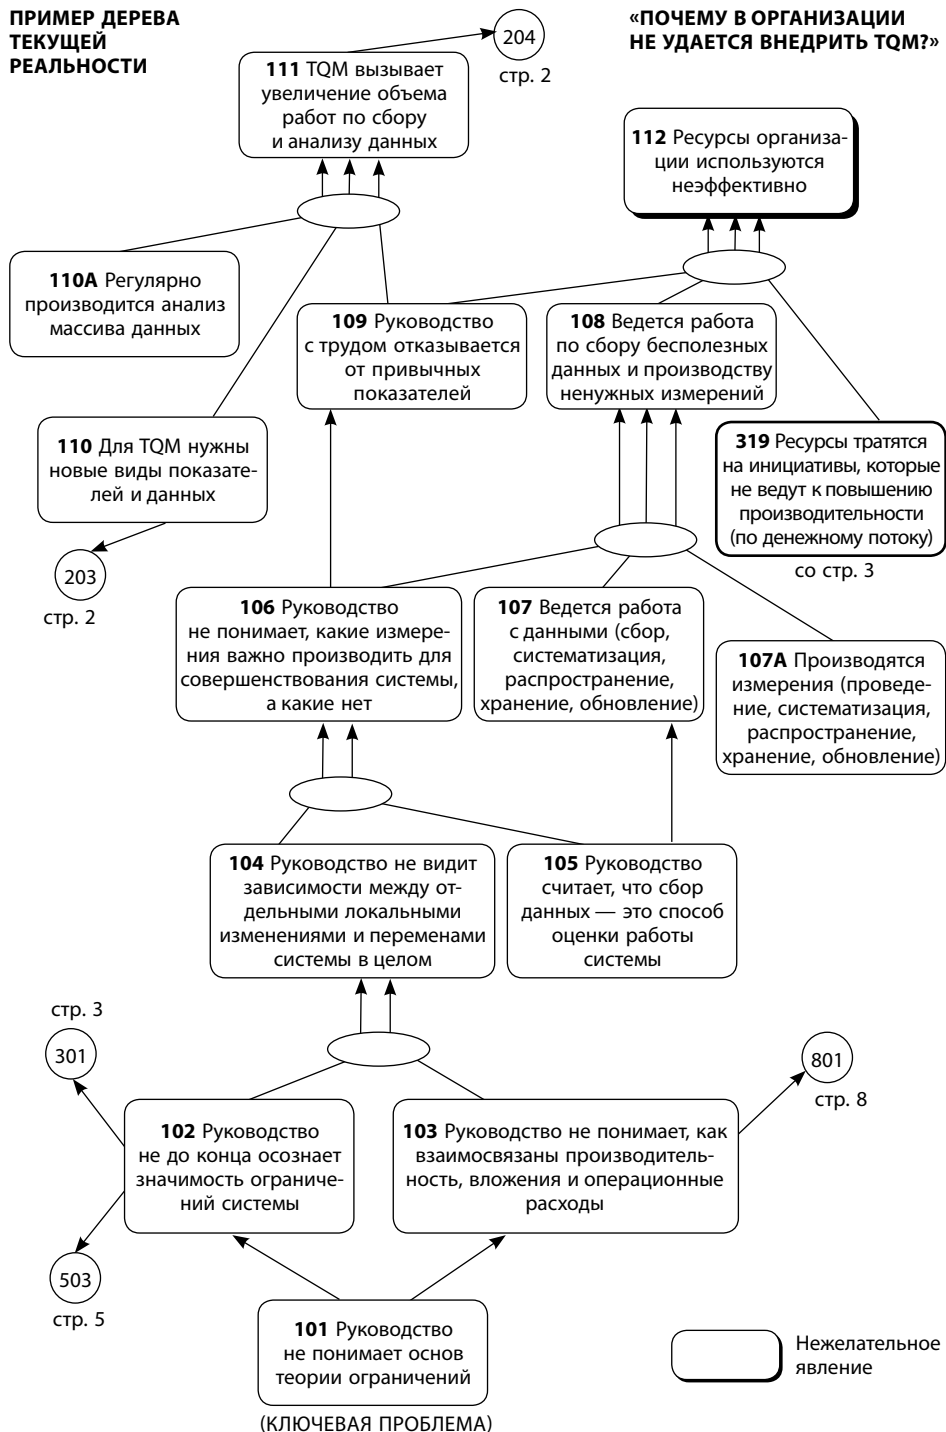 ПРИМЕР ДЕРЕВА
ТЕКУЩЕЙ
РЕАЛЬНОСТИ
«ПОЧЕМУ В ОРГАНИЗАЦИИ
НЕ УДАЕТСЯ ВНЕДРИТЬ TQM?»
204
стр. 2
111 TQM вызывает
увеличение объема
работ по сбору
и анализу данных
112 Ресурсы организа-
ции используются
неэффективно
110A Регулярно
производится анализ
массива данных
109 Руководство
с трудом отказывается
от привычных
показателей
108 Ведется работа
по сбору бесполезных
данных и производству
ненужных измерений
110 Для TQM нужны
новые виды показате-
лей и данных
319 Ресурсы тратятся
на инициативы, которые
не ведут к повышению
производительности
(по денежному потоку)
со стр. 3
203
стр. 2
106 Руководство
не понимает, какие измере-
ния важно производить для
совершенствования системы,
а какие нет
107 Ведется работа
с данными (сбор,
систематизация,
распространение,
хранение, обновление)
107A Производятся
измерения (проведе-
ние, систематизация,
распространение,
хранение, обновление)
104 Руководство не видит
зависимости между от-
дельными локальными
изменениями и переменами
системы в целом
105 Руководство
считает, что сбор
данных — это способ
оценки работы
системы
стр. 3
301
801
стр. 8
102 Руководство
не до конца осознает
значимость ограниче-
ний системы
103 Руководство не понимает, как
взаимосвязаны производитель-
ность, вложения и операционные
расходы
503
стр. 5
101 Руководство
не понимает основ
теории ограничений
(КЛЮЧЕВАЯ ПРОБЛЕМА)
Нежелательное
явление